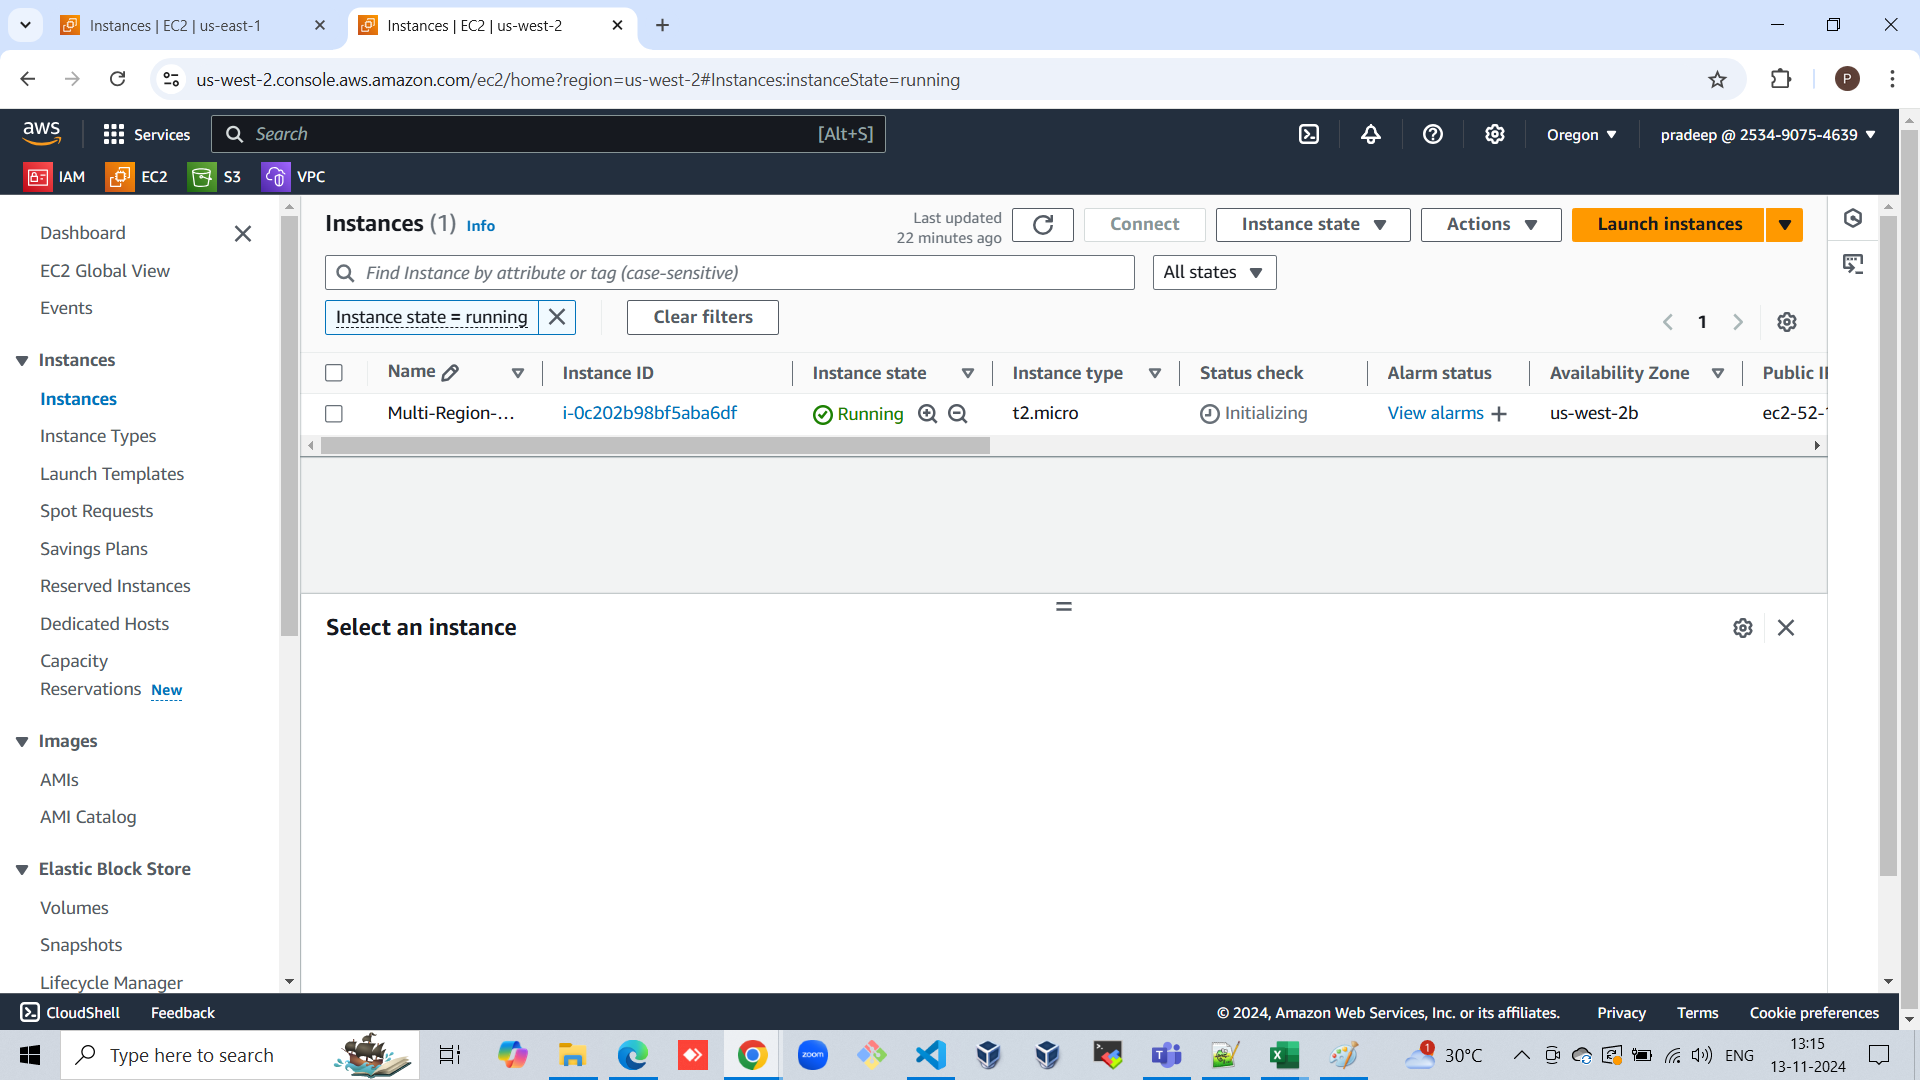 Instances | EC2 | us-east-1
Instances | EC2 | us-west-2
us-west-2.console.aws.amazon.com/ec2/home?region=us-west-2#Instances:instanceState=running
P
aws
Services
Search
[Alt+S]
Oregon
pradeep @ 2534-9075-4639
IAM
EC2
S3
VPC
Dashboard
EC2 Global View
Events
Instances
Instances
Instance Types
Launch Templates
Spot Requests
Savings Plans
Reserved Instances
Dedicated Hosts
Capacity
Reservations New
Images
AMIs
AMI Catalog
Elastic Block Store
Volumes
Snapshots
Lifecycle Manager
Instances (1) Info
Last updated
22 minutes ago
Connect
Instance state
Actions
Launch instances
Find Instance by attribute or tag (case-sensitive)
All states
Instance state = running
Clear filters
1
Name
Instance ID
Instance state
Instance type
Status check
Alarm status
Availability Zone
Public I
Multi-Region-...
i-0c202b98bf5aba6df
Running
t2.micro
Initializing
View alarms
us-west-2b
ec2-52-
Select an instance
CloudShell
Feedback
© 2024, Amazon Web Services, Inc. or its affiliates.
Privacy
Terms
Cookie preferences
Type here to search
zoom
1
30°C
ENG
13:15
13-11-2024